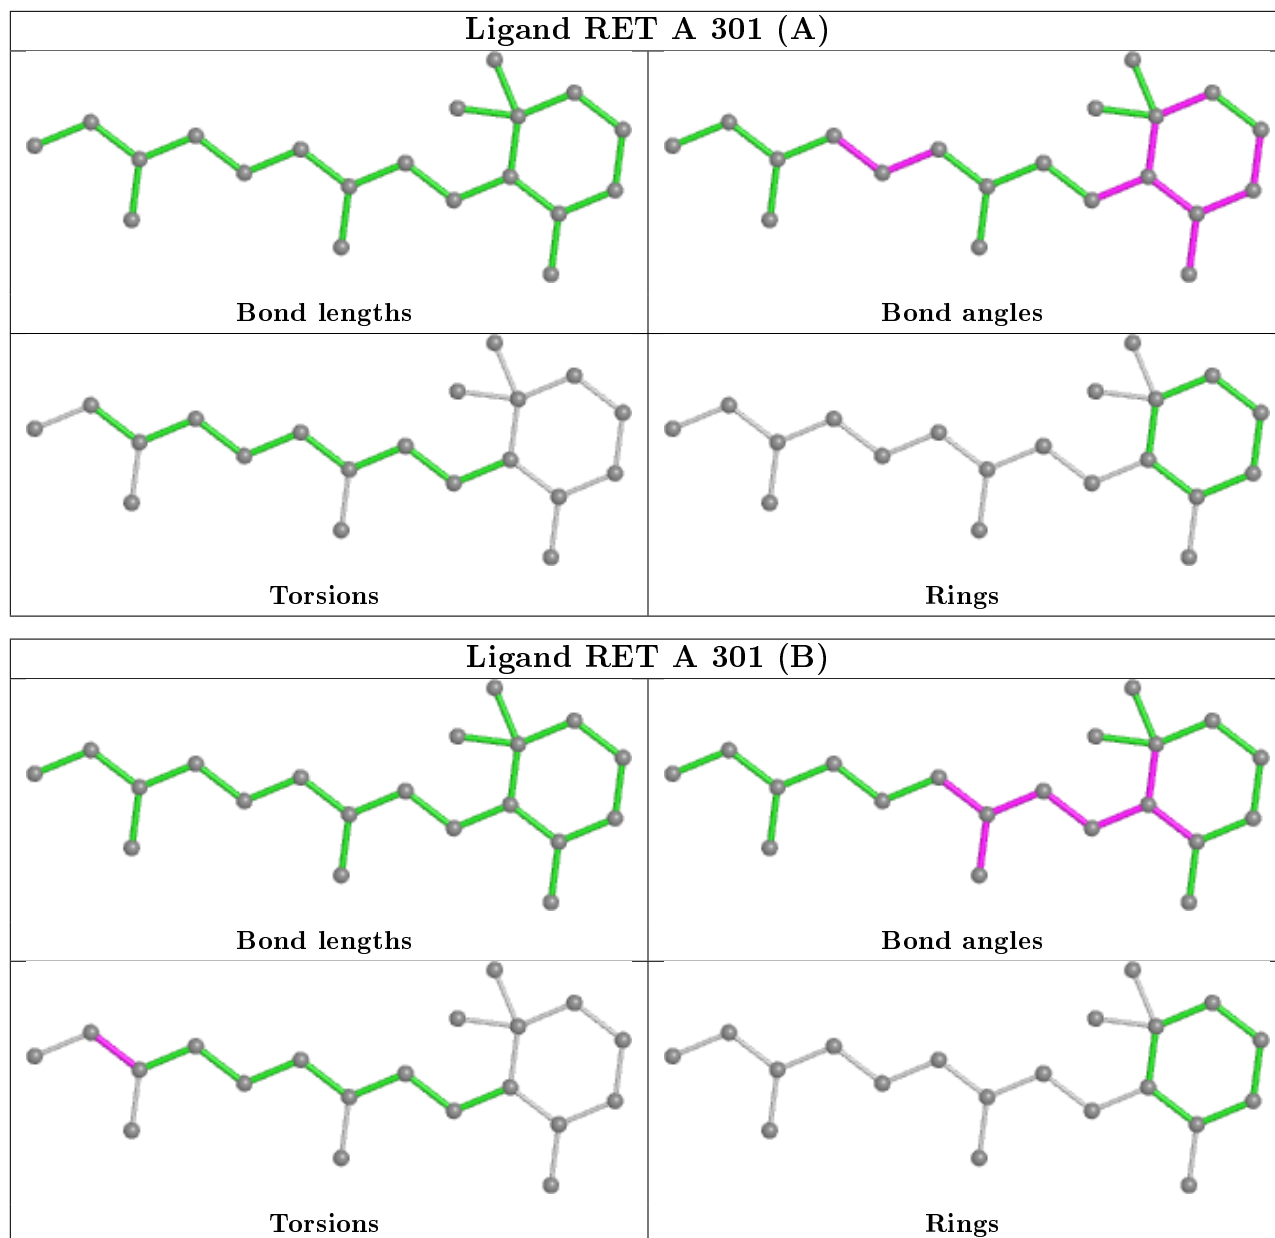 Ligand RET A 301 (A)
Bond lengths
Bond angles
Torsions
Rings
Ligand RET A 301 (B)
Bond lengths
Bond angles
Torsions
Rings